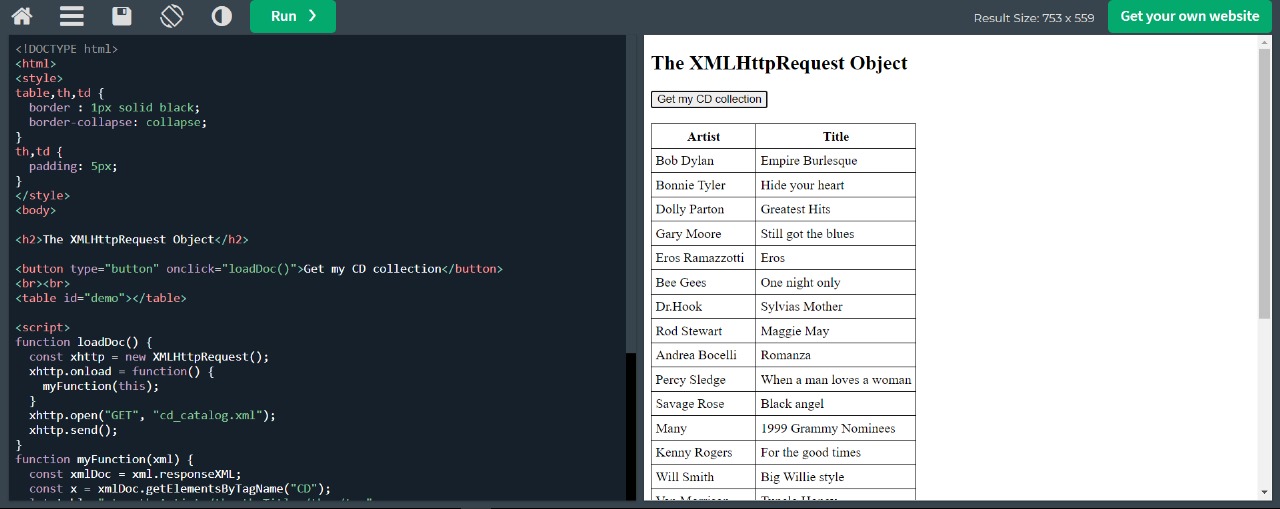 Run ❯
Result Size: 753 x 559
Get your own website
<!DOCTYPE html>
<html>
<style>
table,th,td {
  border : 1px solid black;
  border-collapse: collapse;
}
th,td {
  padding: 5px;
}
</style>
<body>
<h2>The XMLHttpRequest Object</h2>
<button type="button" onclick="loadDoc()">Get my CD collection</button>
<br><br>
<table id="demo"></table>
<script>
function loadDoc() {
  const xhttp = new XMLHttpRequest();
  xhttp.onload = function() {
    myFunction(this);
  }
  xhttp.open("GET", "cd_catalog.xml");
  xhttp.send();
}
function myFunction(xml) {
  const xmlDoc = xml.responseXML;
  const x = xmlDoc.getElementsByTagName("CD");
The XMLHttpRequest Object
Get my CD collection
Artist Title
Bob Dylan Empire Burlesque
Bonnie Tyler Hide your heart
Dolly Parton Greatest Hits
Gary Moore Still got the blues
Eros Ramazzotti Eros
Bee Gees One night only
Dr.Hook Sylvias Mother
Rod Stewart Maggie May
Andrea Bocelli Romanza
Percy Sledge When a man loves a woman
Savage Rose Black angel
Many 1999 Grammy Nominees
Kenny Rogers For the good times
Will Smith Big Willie style